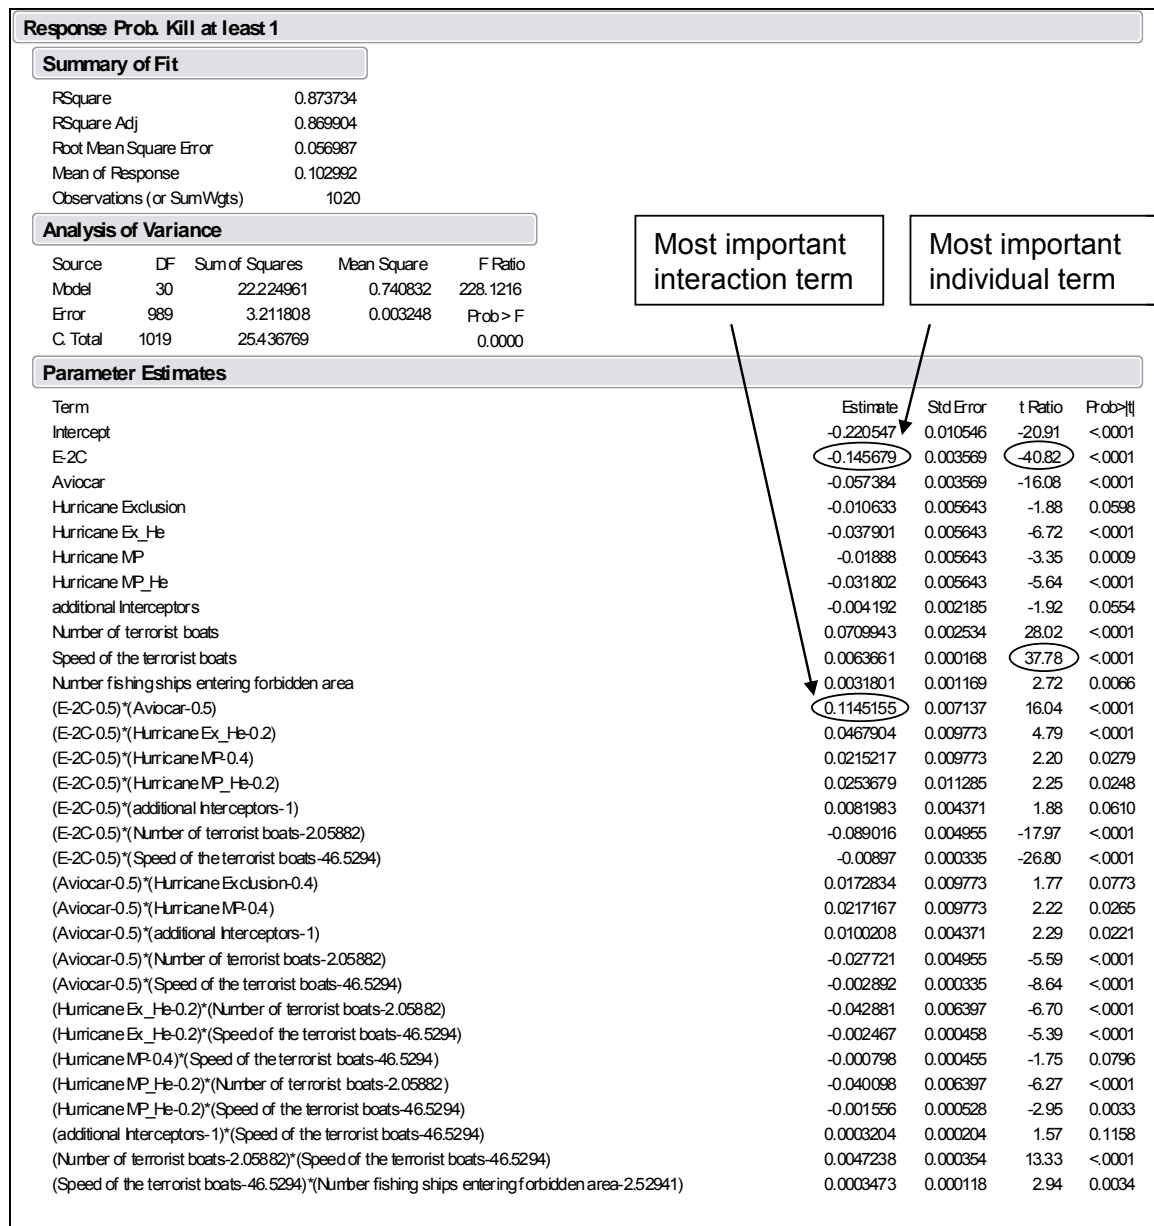 Response Prob. Kill at least 1
Summary of Fit
RSquare 0.873734
RSquare Adj 0.869904
Root Mean Square Error 0.056987
Mean of Response 0.102992
Observations (or Sum Wgts) 1020
Analysis of Variance
Source DF Sum of Squares Mean Square F Ratio
Model 30 22.224961 0.740832 228.1216
Error 989 3.211808 0.003248 Prob > F
C. Total 1019 25.436769 0.0000
Most important
interaction term
Most important
individual term
Parameter Estimates
Term Estimate Std Error t Ratio Prob>|t|
Intercept -0.220547 0.010546 -20.91 <.0001
E-2C -0.145679 0.003569 -40.82 <.0001
Aviocar -0.057384 0.003569 -16.08 <.0001
Hurricane Exclusion -0.010633 0.005643 -1.88 0.0598
Hurricane Ex_He -0.037901 0.005643 -6.72 <.0001
Hurricane MP -0.01888 0.005643 -3.35 0.0009
Hurricane MP_He -0.031802 0.005643 -5.64 <.0001
additional Interceptors -0.004192 0.002185 -1.92 0.0554
Number of terrorist boats 0.0709943 0.002534 28.02 <.0001
Speed of the terrorist boats 0.0063661 0.000168 37.78 <.0001
Number fishing ships entering forbidden area 0.0031801 0.001169 2.72 0.0066
(E-2C-0.5)*(Aviocar-0.5) 0.1145155 0.007137 16.04 <.0001
(E-2C-0.5)*(Hurricane Ex_He-0.2) 0.0467904 0.009773 4.79 <.0001
(E-2C-0.5)*(Hurricane MP-0.4) 0.0215217 0.009773 2.20 0.0279
(E-2C-0.5)*(Hurricane MP_He-0.2) 0.0253679 0.011285 2.25 0.0248
(E-2C-0.5)*(additional Interceptors-1) 0.0081983 0.004371 1.88 0.0610
(E-2C-0.5)*(Number of terrorist boats-2.05882) -0.089016 0.004955 -17.97 <.0001
(E-2C-0.5)*(Speed of the terrorist boats-46.5294) -0.00897 0.000335 -26.80 <.0001
(Aviocar-0.5)*(Hurricane Exclusion-0.4) 0.0172834 0.009773 1.77 0.0773
(Aviocar-0.5)*(Hurricane MP-0.4) 0.0217167 0.009773 2.22 0.0265
(Aviocar-0.5)*(additional Interceptors-1) 0.0100208 0.004371 2.29 0.0221
(Aviocar-0.5)*(Number of terrorist boats-2.05882) -0.027721 0.004955 -5.59 <.0001
(Aviocar-0.5)*(Speed of the terrorist boats-46.5294) -0.002892 0.000335 -8.64 <.0001
(Hurricane Ex_He-0.2)*(Number of terrorist boats-2.05882) -0.042881 0.006397 -6.70 <.0001
(Hurricane Ex_He-0.2)*(Speed of the terrorist boats-46.5294) -0.002467 0.000458 -5.39 <.0001
(Hurricane MP-0.4)*(Speed of the terrorist boats-46.5294) -0.000798 0.000455 -1.75 0.0796
(Hurricane MP_He-0.2)*(Number of terrorist boats-2.05882) -0.040098 0.006397 -6.27 <.0001
(Hurricane MP_He-0.2)*(Speed of the terrorist boats-46.5294) -0.001556 0.000528 -2.95 0.0033
(additional Interceptors-1)*(Speed of the terrorist boats-46.5294) 0.0003204 0.000204 1.57 0.1158
(Number of terrorist boats-2.05882)*(Speed of the terrorist boats-46.5294) 0.0047238 0.000354 13.33 <.0001
(Speed of the terrorist boats-46.5294)*(Number fishing ships entering forbidden area-2.52941) 0.0003473 0.000118 2.94 0.0034